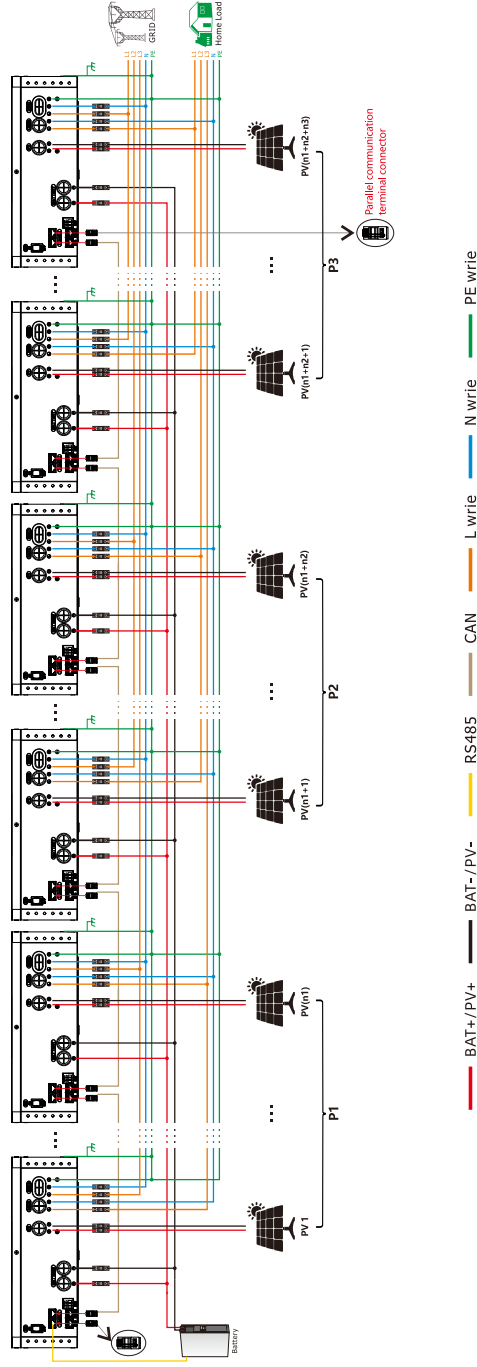 GRID
L1
L2
L3
N
PE
Home Load
L1
L2
L3
N
PE
PV(n1+n2+n3)
Parallel communication
terminal connector
...
P3
PV(n1+n2+1)
...
PV(n1+n2)
...
P2
...
PV(n1+1)
PV(n1)
...
P1
...
PV 1
Battery
BAT+/PV+
BAT-/PV-
RS485
CAN
L wrie
N wrie
PE wrie